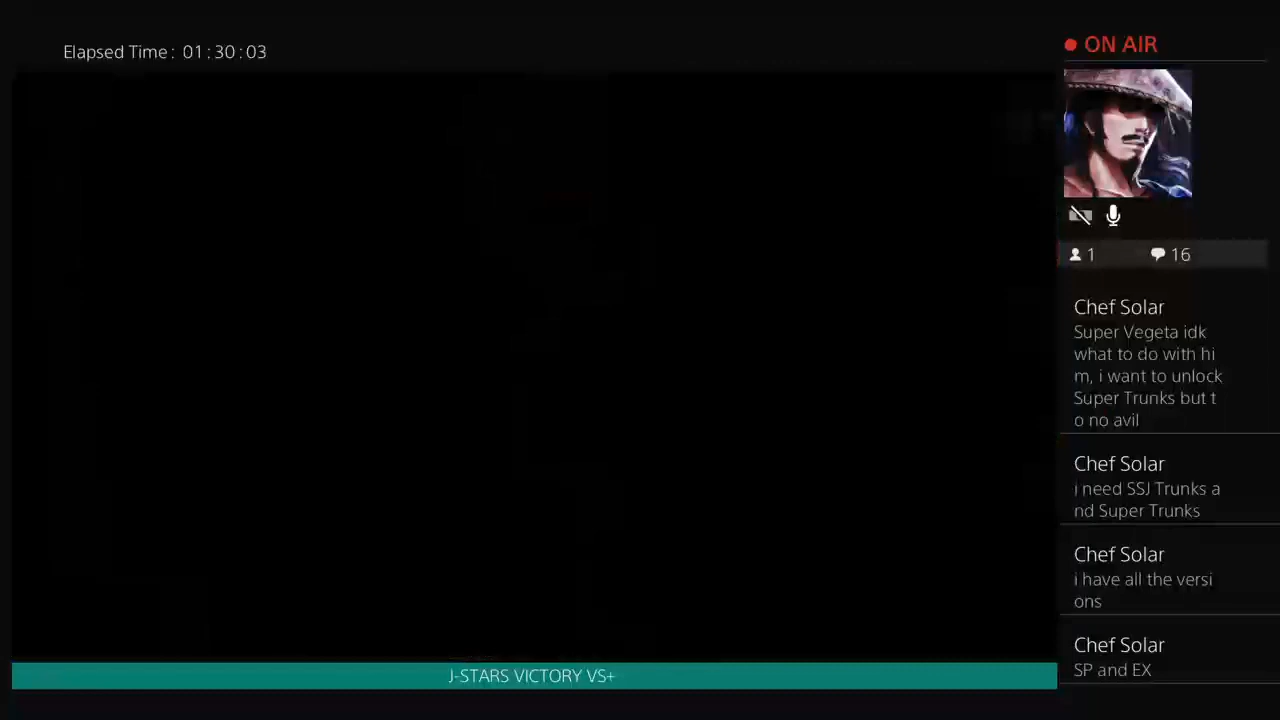 Elapsed Time: 01:30:03
ON AIR
1 16
Chef Solar
Super Vegeta idk
what to do with hi
m, i want to unlock
Super Trunks but t
o no avil
Chef Solar
i need SSJ Trunks a
nd Super Trunks
Chef Solar
i have all the versi
ons
Chef Solar
SP and EX
J-STARS VICTORY VS+